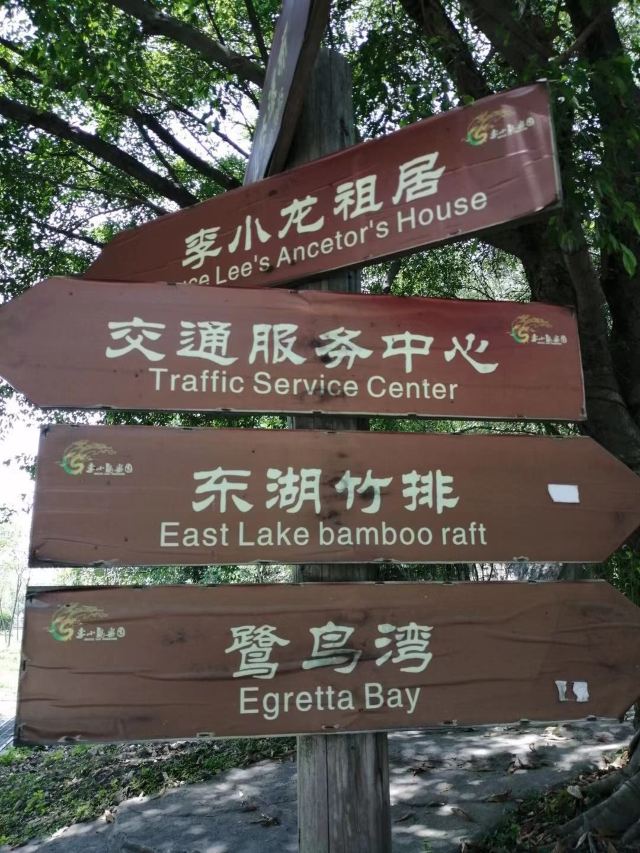 李小龙祖居
Lee's Ancetor's House
交通服务中心
Traffic Service Center
东湖竹排
East Lake bamboo raft
鹭鸟湾
Egretta Bay